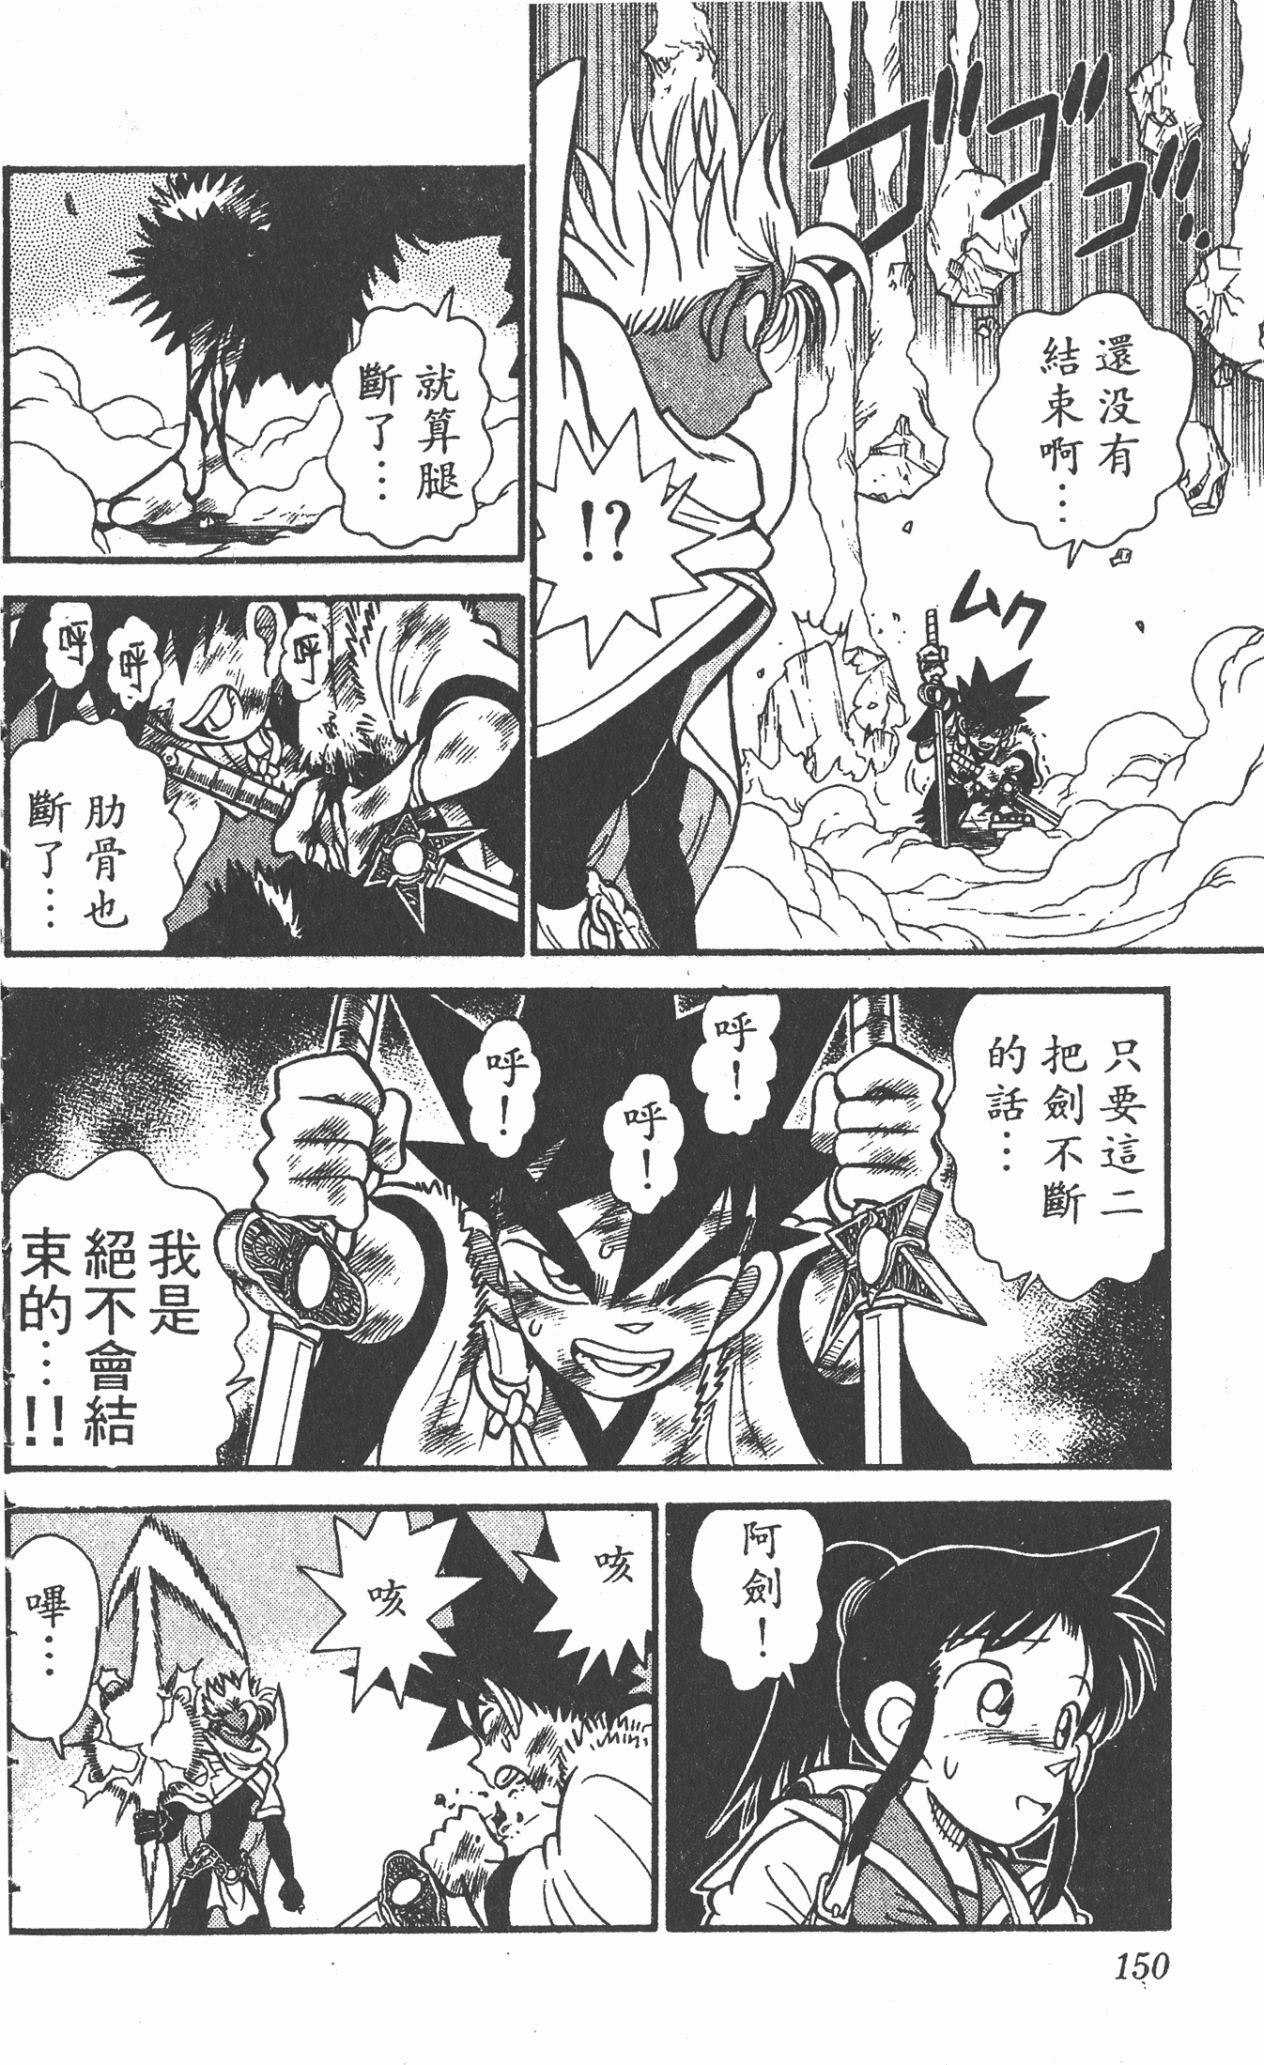 ゴゴゴ…
還没有
結束啊…
ムク
!?
就算腿
斷了…
呼
呼
呼
肋骨也
斷了…
只要這二
把劍不斷
的話…
呼!
呼!
呼!
我是
絕不會結
束的…!!
阿劍!
咳
咳
嗶…
150